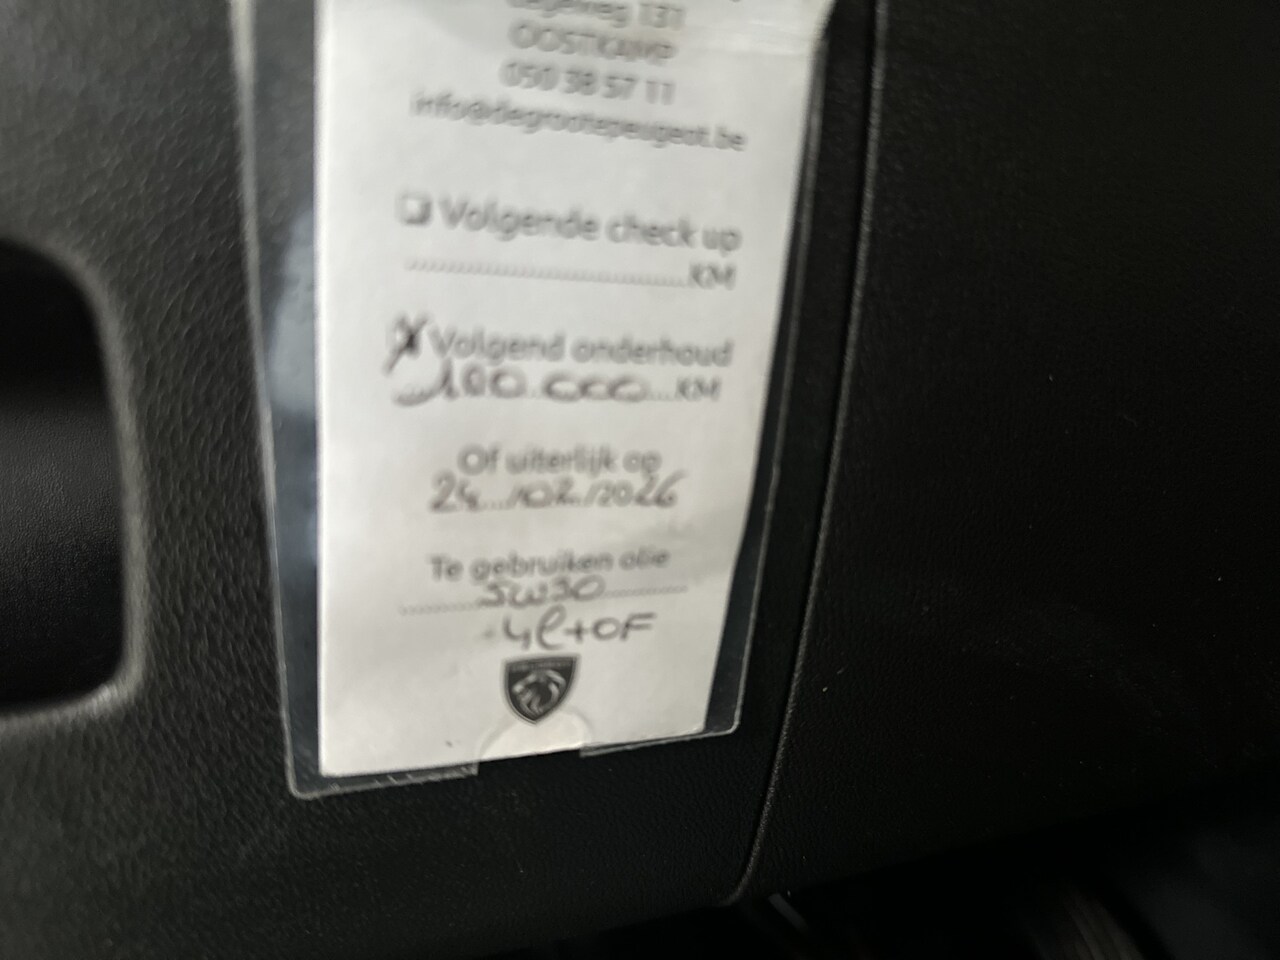 131
OOSTKAMP
050 38 57 11
info@degrootepeugeot.be
Volgende check up
..............................KM
X Volgend onderhoud
100.000...KM
Of uiterlijk op
24.../02./2026
Te gebruiken olie
5W30
4l+OF